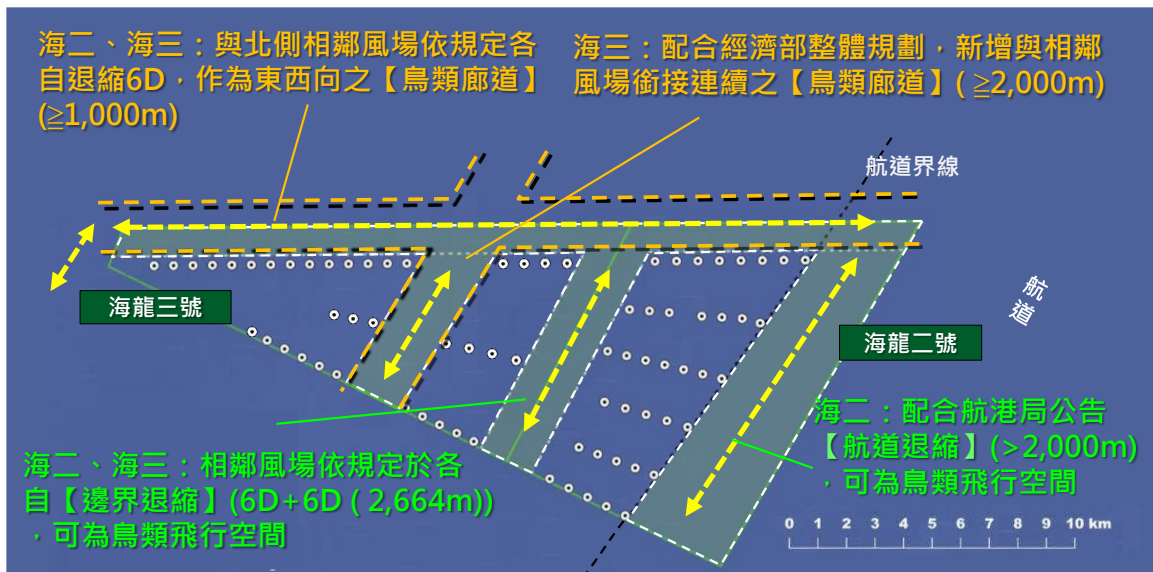 海二、海三：與北側相鄰風場依規定各
自退縮6D，作為東西向之【鳥類廊道】
(≧1,000m)
海三：配合經濟部整體規劃，新增與相鄰
風場銜接連續之【鳥類廊道】( ≧2,000m)
航道界線
航道
海龍三號
海龍二號
海二：配合航港局公告
【航道退縮】(>2,000m)
，可為鳥類飛行空間
海二、海三：相鄰風場依規定於各
自【邊界退縮】(6D+6D ( 2,664m))
，可為鳥類飛行空間
0 1 2 3 4 5 6 7 8 9 10 km